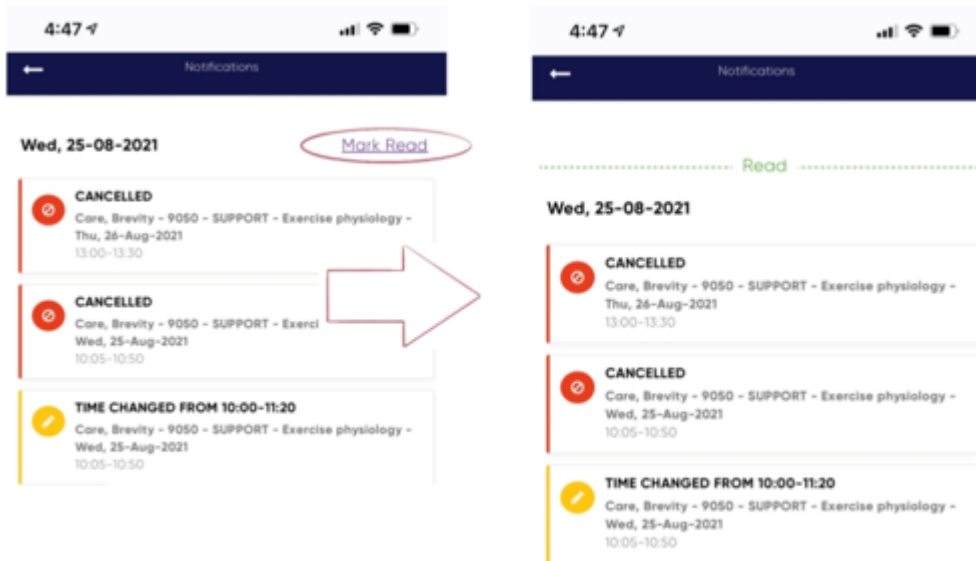 4:47
Notifications
Wed, 25-08-2021
Mark Read
CANCELLED
Care, Brevity - 9050 - SUPPORT - Exercise physiology -
Thu, 26-Aug-2021
13:00-13:30
CANCELLED
Care, Brevity - 9050 - SUPPORT - Exerci
Wed, 25-Aug-2021
10:05-10:50
TIME CHANGED FROM 10:00-11:20
Care, Brevity - 9050 - SUPPORT - Exercise physiology -
Wed, 25-Aug-2021
10:05-10:50
4:47
Notifications
Read
Wed, 25-08-2021
CANCELLED
Care, Brevity - 9050 - SUPPORT - Exercise physiology -
Thu, 26-Aug-2021
13:00-13:30
CANCELLED
Care, Brevity - 9050 - SUPPORT - Exercise physiology -
Wed, 25-Aug-2021
10:05-10:50
TIME CHANGED FROM 10:00-11:20
Care, Brevity - 9050 - SUPPORT - Exercise physiology -
Wed, 25-Aug-2021
10:05-10:50